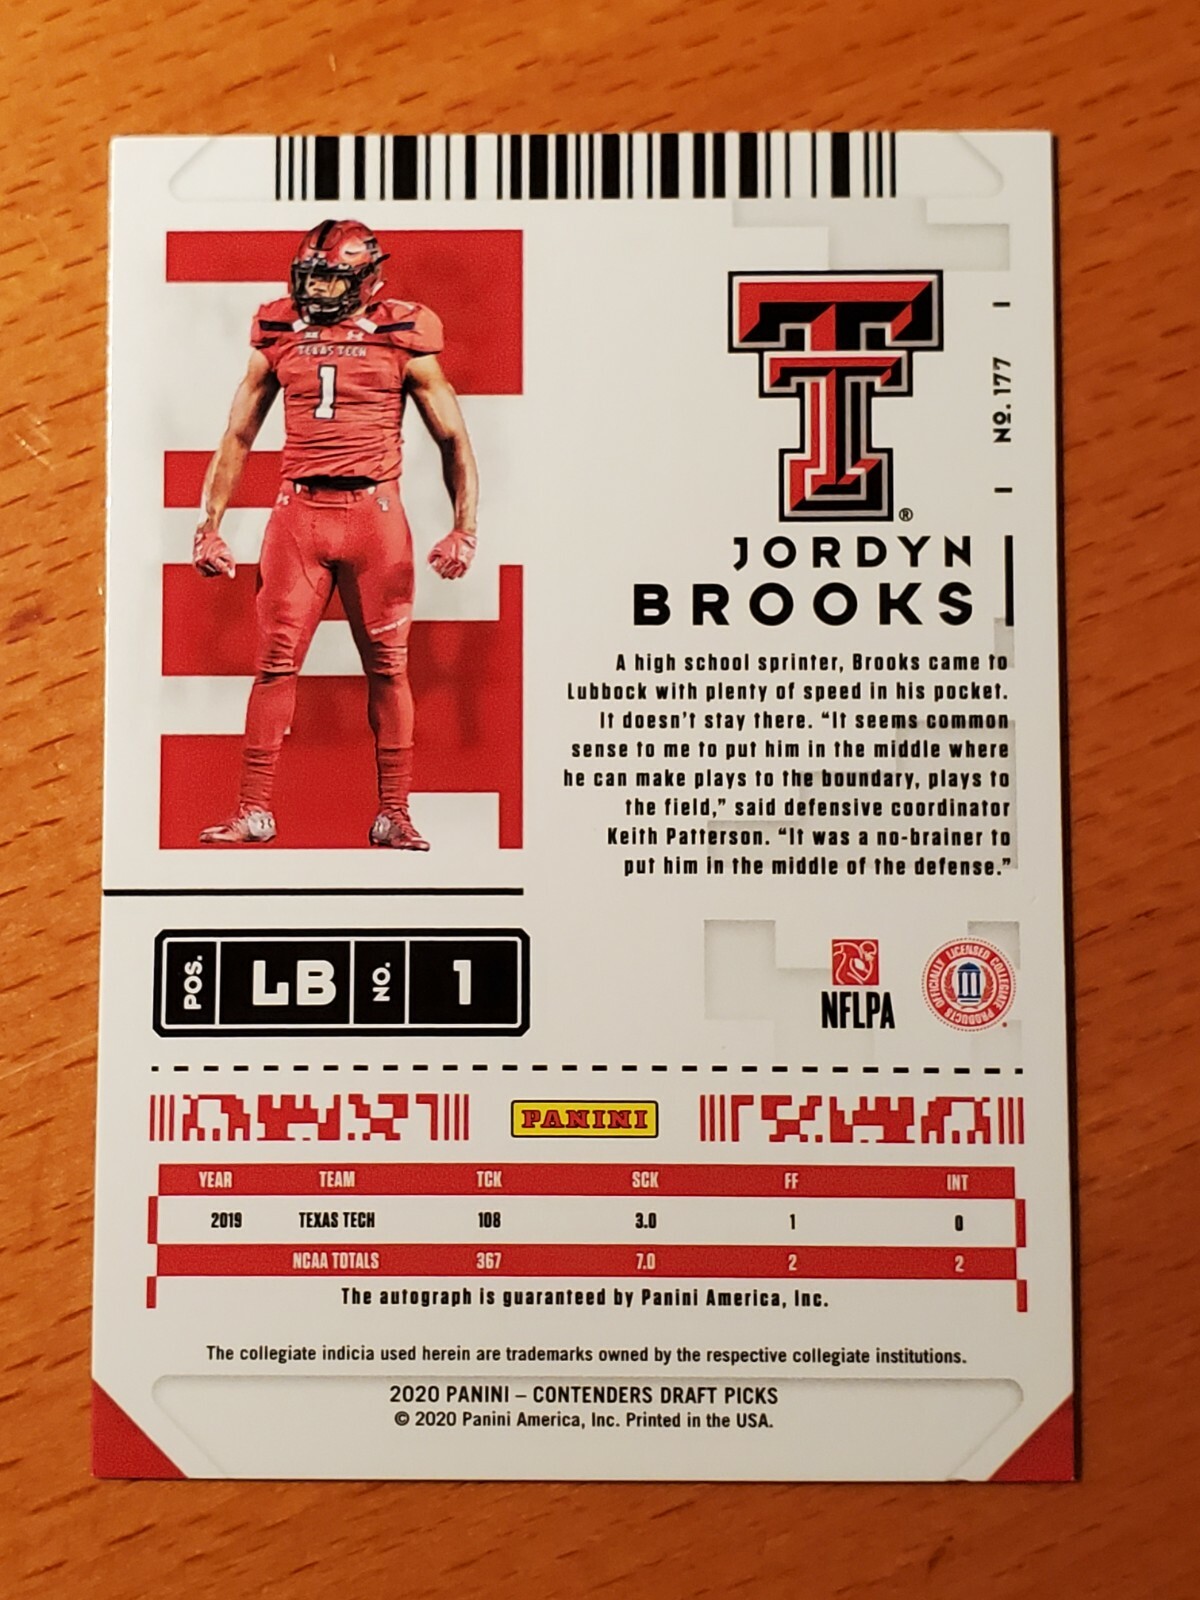 TEXAS TECH
1
®
No. 177
JORDYN
BROOKS
A high school sprinter, Brooks came to
Lubbock with plenty of speed in his pocket.
It doesn't stay there. “It seems common
sense to me to put him in the middle where
he can make plays to the boundary, plays to
the field,” said defensive coordinator
Keith Patterson. “It was a no-brainer to
put him in the middle of the defense.”
POS. LB NO. 1
NFLPA
OFFICIALLY LICENSED COLLEGIATE PRODUCTS
PANINI
YEAR TEAM TCK SCK FF INT
2019 TEXAS TECH 108 3.0 1 0
NCAA TOTALS 367 7.0 2 2
The autograph is guaranteed by Panini America, Inc.
The collegiate indicia used herein are trademarks owned by the respective collegiate institutions.
2020 PANINI – CONTENDERS DRAFT PICKS
© 2020 Panini America, Inc. Printed in the USA.